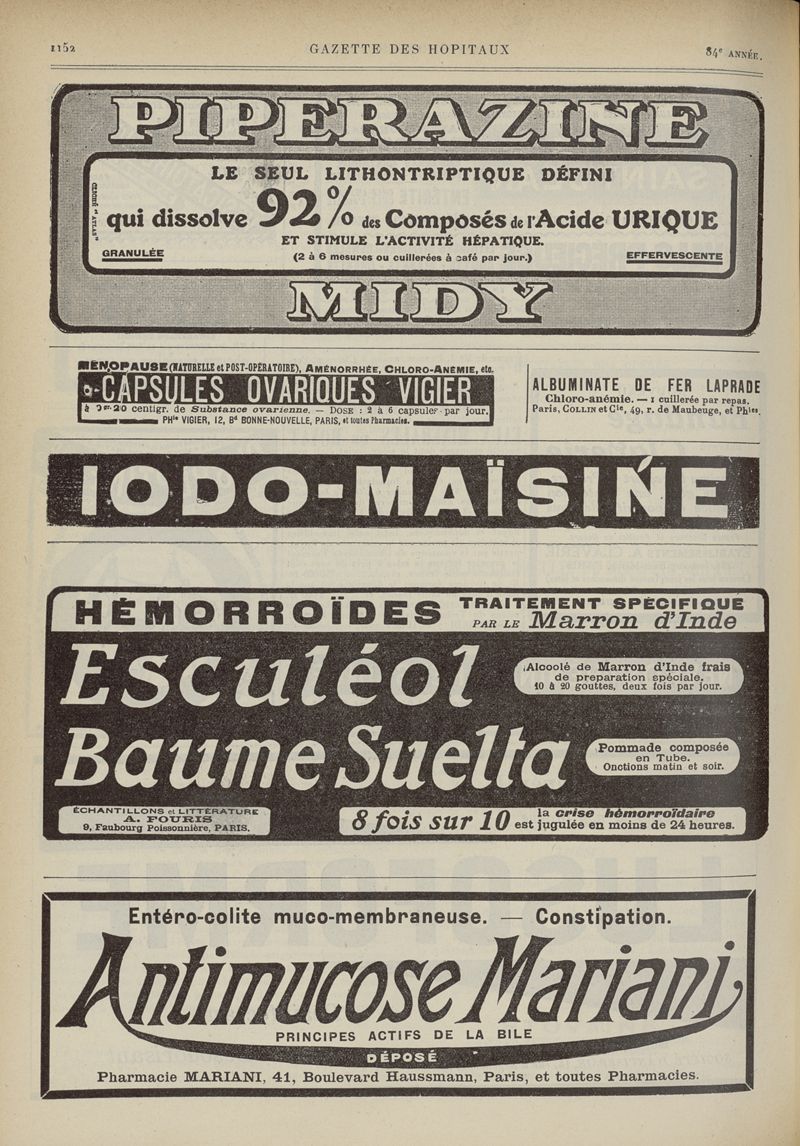 1152
GAZETTE DES HOPITAUX
84e ANNÉE.
PIPERAZINE
LE SEUL LITHONTRIPTIQUE DÉFINI
qui dissolve 92% des Composés de l'Acide URIQUE
ET STIMULE L'ACTIVITÉ HÉPATIQUE.
GRANULÉE
(2 à 6 mesures ou cuillerées à café par jour.)
EFFERVESCENTE
MIDY
MÉNOPAUSE (NATURELLE et POST-OPÉRATOIRE), AMÉNORRHÉE, CHLORO-ANÉMIE, etc.
CAPSULES OVARIQUES VIGIER
à 0gr.20 centigr. de Substance ovarienne. — DOSE : 2 à 6 capsules par jour.
PHie VIGIER, 12, Bd BONNE-NOUVELLE, PARIS, et toutes Pharmacies.
ALBUMINATE DE FER LAPRADE
Chloro-anémie. — 1 cuillerée par repas.
Paris, COLLIN et Cie, 49, r. de Maubeuge, et Phies.
IODO-MAÏSINE
HÉMORROÏDES
TRAITEMENT SPÉCIFIQUE
PAR LE Marron d'Inde
Esculéol
Alcoolé de Marron d'Inde frais
de preparation spéciale.
10 à 20 gouttes, deux fois par jour.
Baume Suelta
Pommade composée
en Tube.
Onctions matin et soir.
ÉCHANTILLONS et LITTÉRATURE
A. FOURIS
9, Faubourg Poissonnière, PARIS.
8 fois sur 10 la crise hémorroïdaire
est jugulée en moins de 24 heures.
Entéro-colite muco-membraneuse. — Constipation.
Antimucose Mariani
PRINCIPES ACTIFS DE LA BILE
DÉPOSÉ
Pharmacie MARIANI, 41, Boulevard Haussmann, Paris, et toutes Pharmacies.